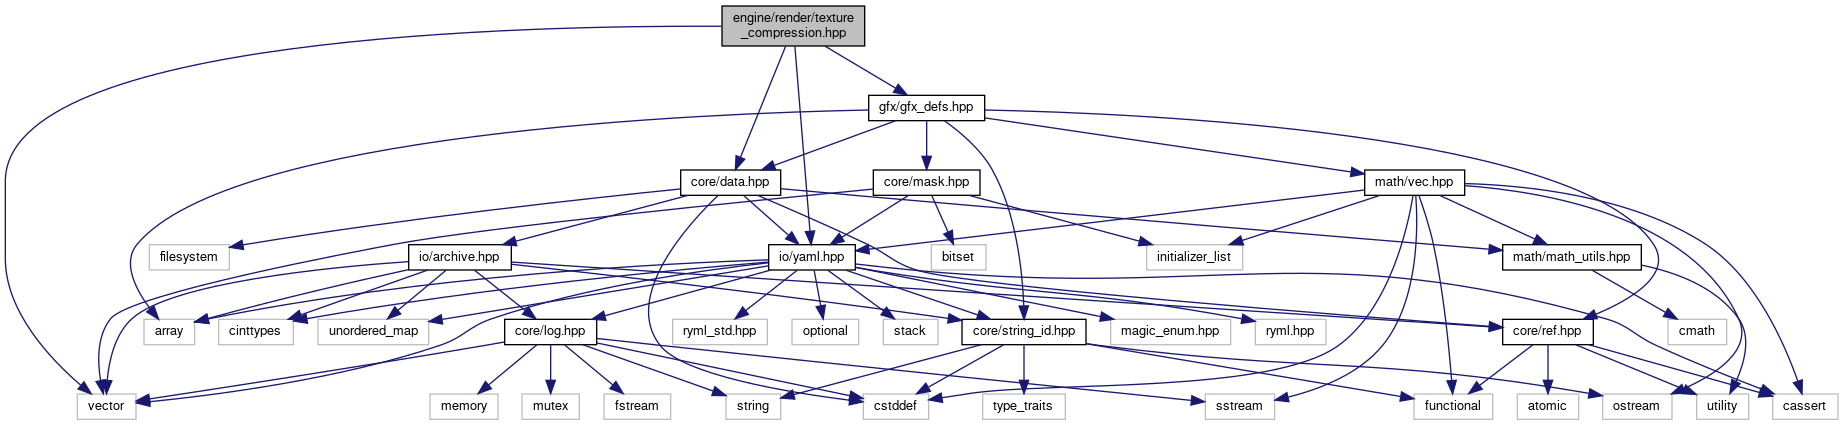 engine/render/texture
_compression.hpp
gfx/gfx_defs.hpp
core/data.hpp
core/mask.hpp
math/vec.hpp
filesystem
io/archive.hpp
io/yaml.hpp
bitset
initializer_list
math/math_utils.hpp
array
cinttypes
unordered_map
core/log.hpp
ryml_std.hpp
optional
stack
core/string_id.hpp
magic_enum.hpp
ryml.hpp
core/ref.hpp
cmath
vector
memory
mutex
fstream
string
cstddef
type_traits
sstream
functional
atomic
ostream
utility
cassert